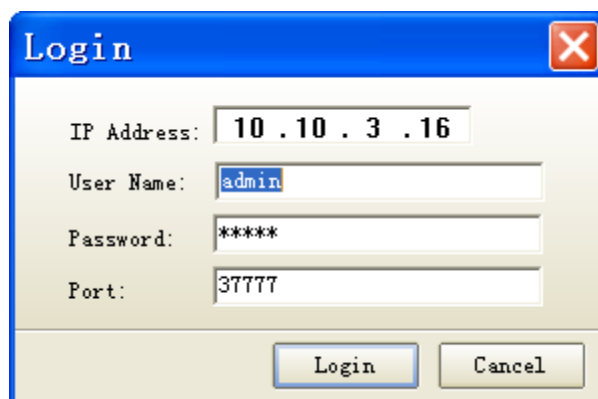 Login
IP Address: 10 . 10 . 3 . 16
User Name: admin
Password: *****
Port: 37777
Login Cancel